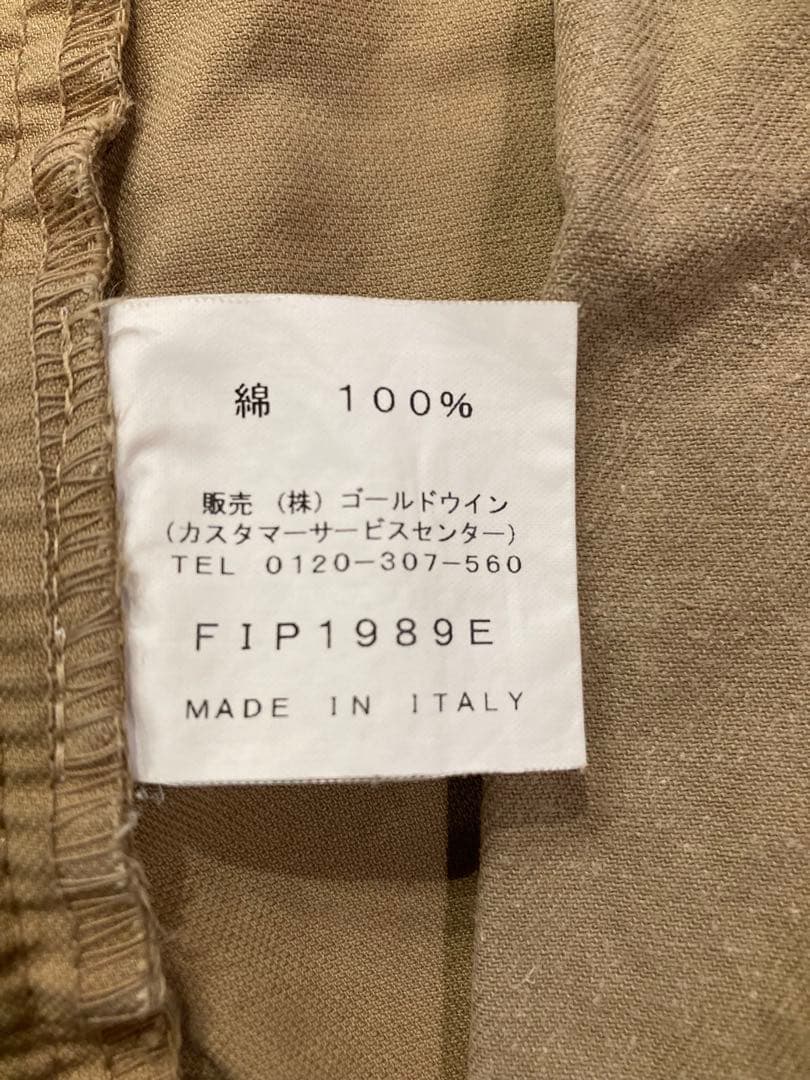 綿 100%
販売 (株) ゴールドウイン
(カスタマーサービスセンター)
TEL 0120-307-560
FIP1989E
MADE IN ITALY